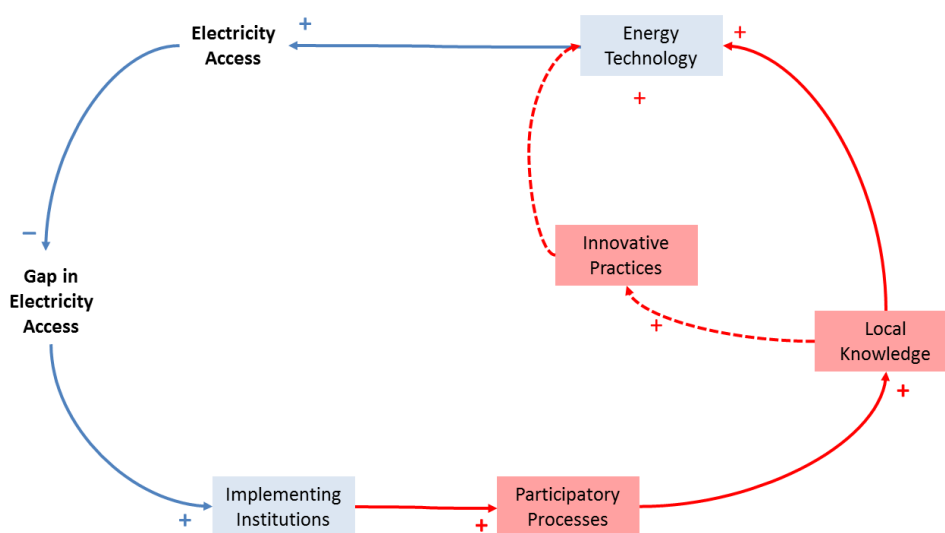 +
Electricity
Access
Energy
Technology
+
+
–
Innovative
Practices
Gap in
Electricity
Access
+
Local
Knowledge
+
Implementing
Institutions
+
Participatory
Processes
+